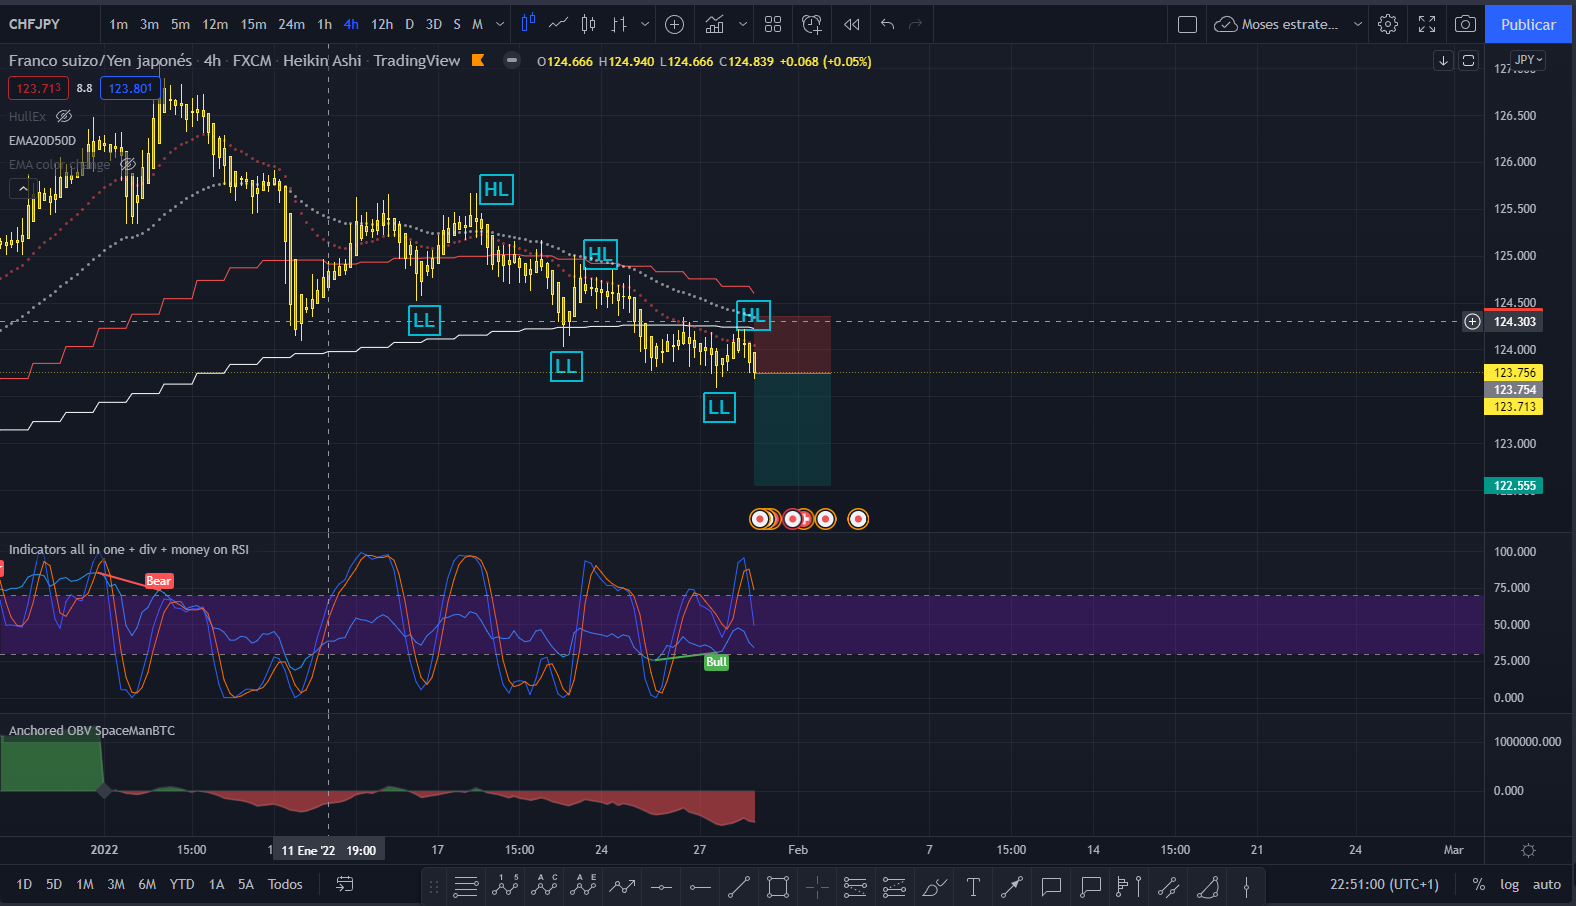 CHFJPY 1m 3m 5m 12m 15m 24m 1h 4h 12h D 3D S M Moses estrate... Publicar
Franco suizo/Yen japonés · 4h · FXCM · Heikin Ashi · TradingView O124.666 H124.940 L124.666 C124.839 +0.068 (+0.05%)
JPY
123.713 8.8 123.801
HullEx
EMA20D50D
EMA color change
126.500
126.000
125.500
125.000
124.500
124.303
124.000
123.756
123.754
123.713
123.000
122.555
HL
HL
HL
LL
LL
LL
Indicators all in one + div + money on RSI
Bear
Bull
100.000
75.000
50.000
25.000
0.000
Anchored OBV SpaceManBTC
1000000.000
0.000
2022 15:00 11 Ene '22 19:00 17 15:00 24 27 Feb 7 15:00 14 15:00 21 24 Mar
1D 5D 1M 3M 6M YTD 1A 5A Todos 22:51:00 (UTC+1) % log auto